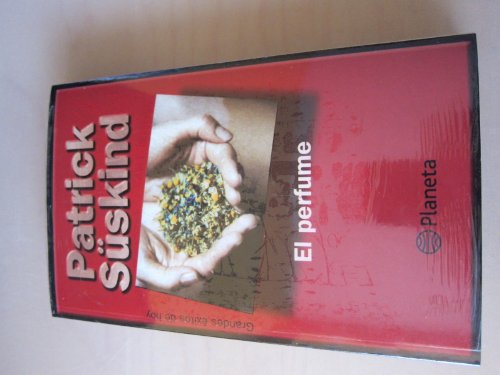 Patrick
Süskind
El perfume
Planeta
Grandes éxitos de hoy